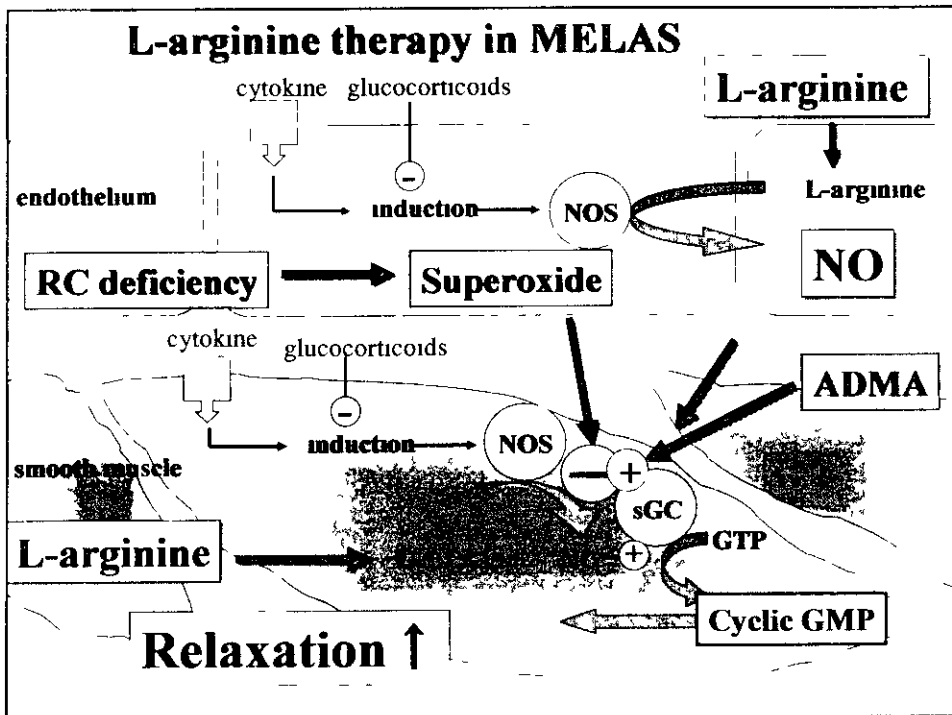 L-arginine therapy in MELAS
cytokine glucocorticoids
L-arginine
−
endothelium
induction
NOS
L-arginine
RC deficiency
Superoxide
NO
cytokine
glucocorticoids
ADMA
−
induction
NOS
smooth muscle
− +
sGC
L-arginine
+
GTP
Cyclic GMP
Relaxation ↑